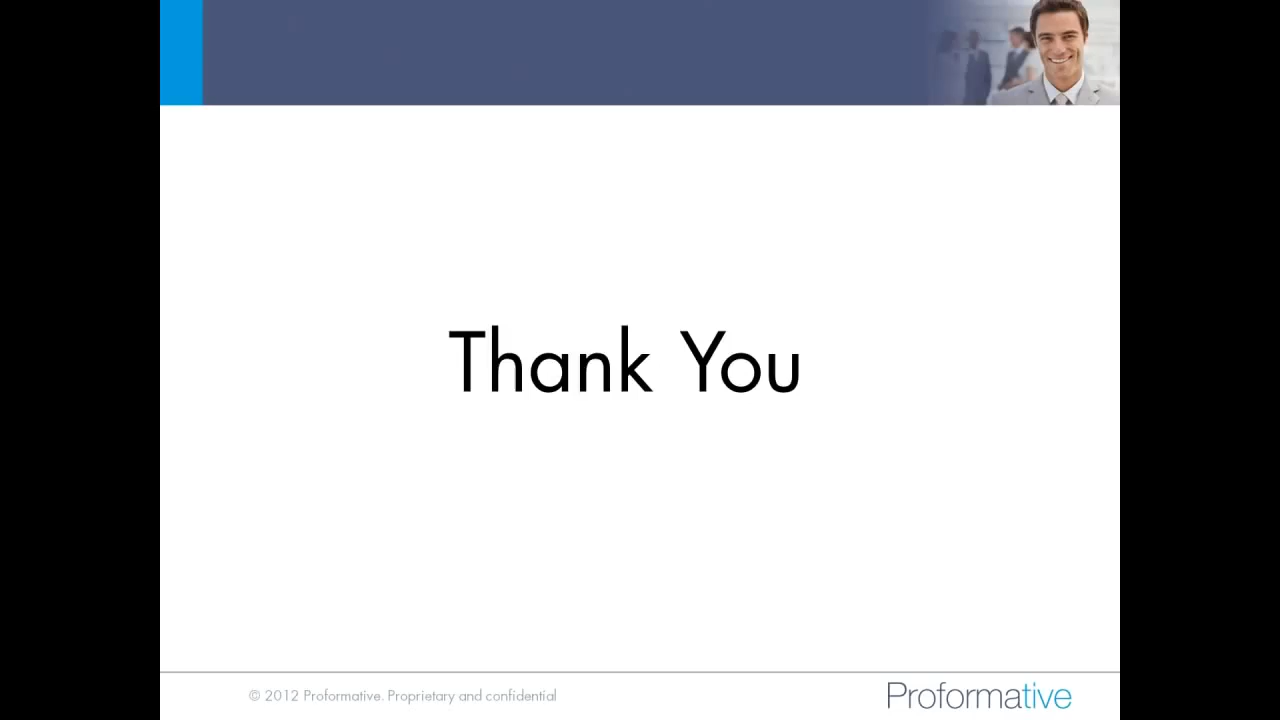 Thank You
© 2012 Proformative. Proprietary and confidential
Proformative